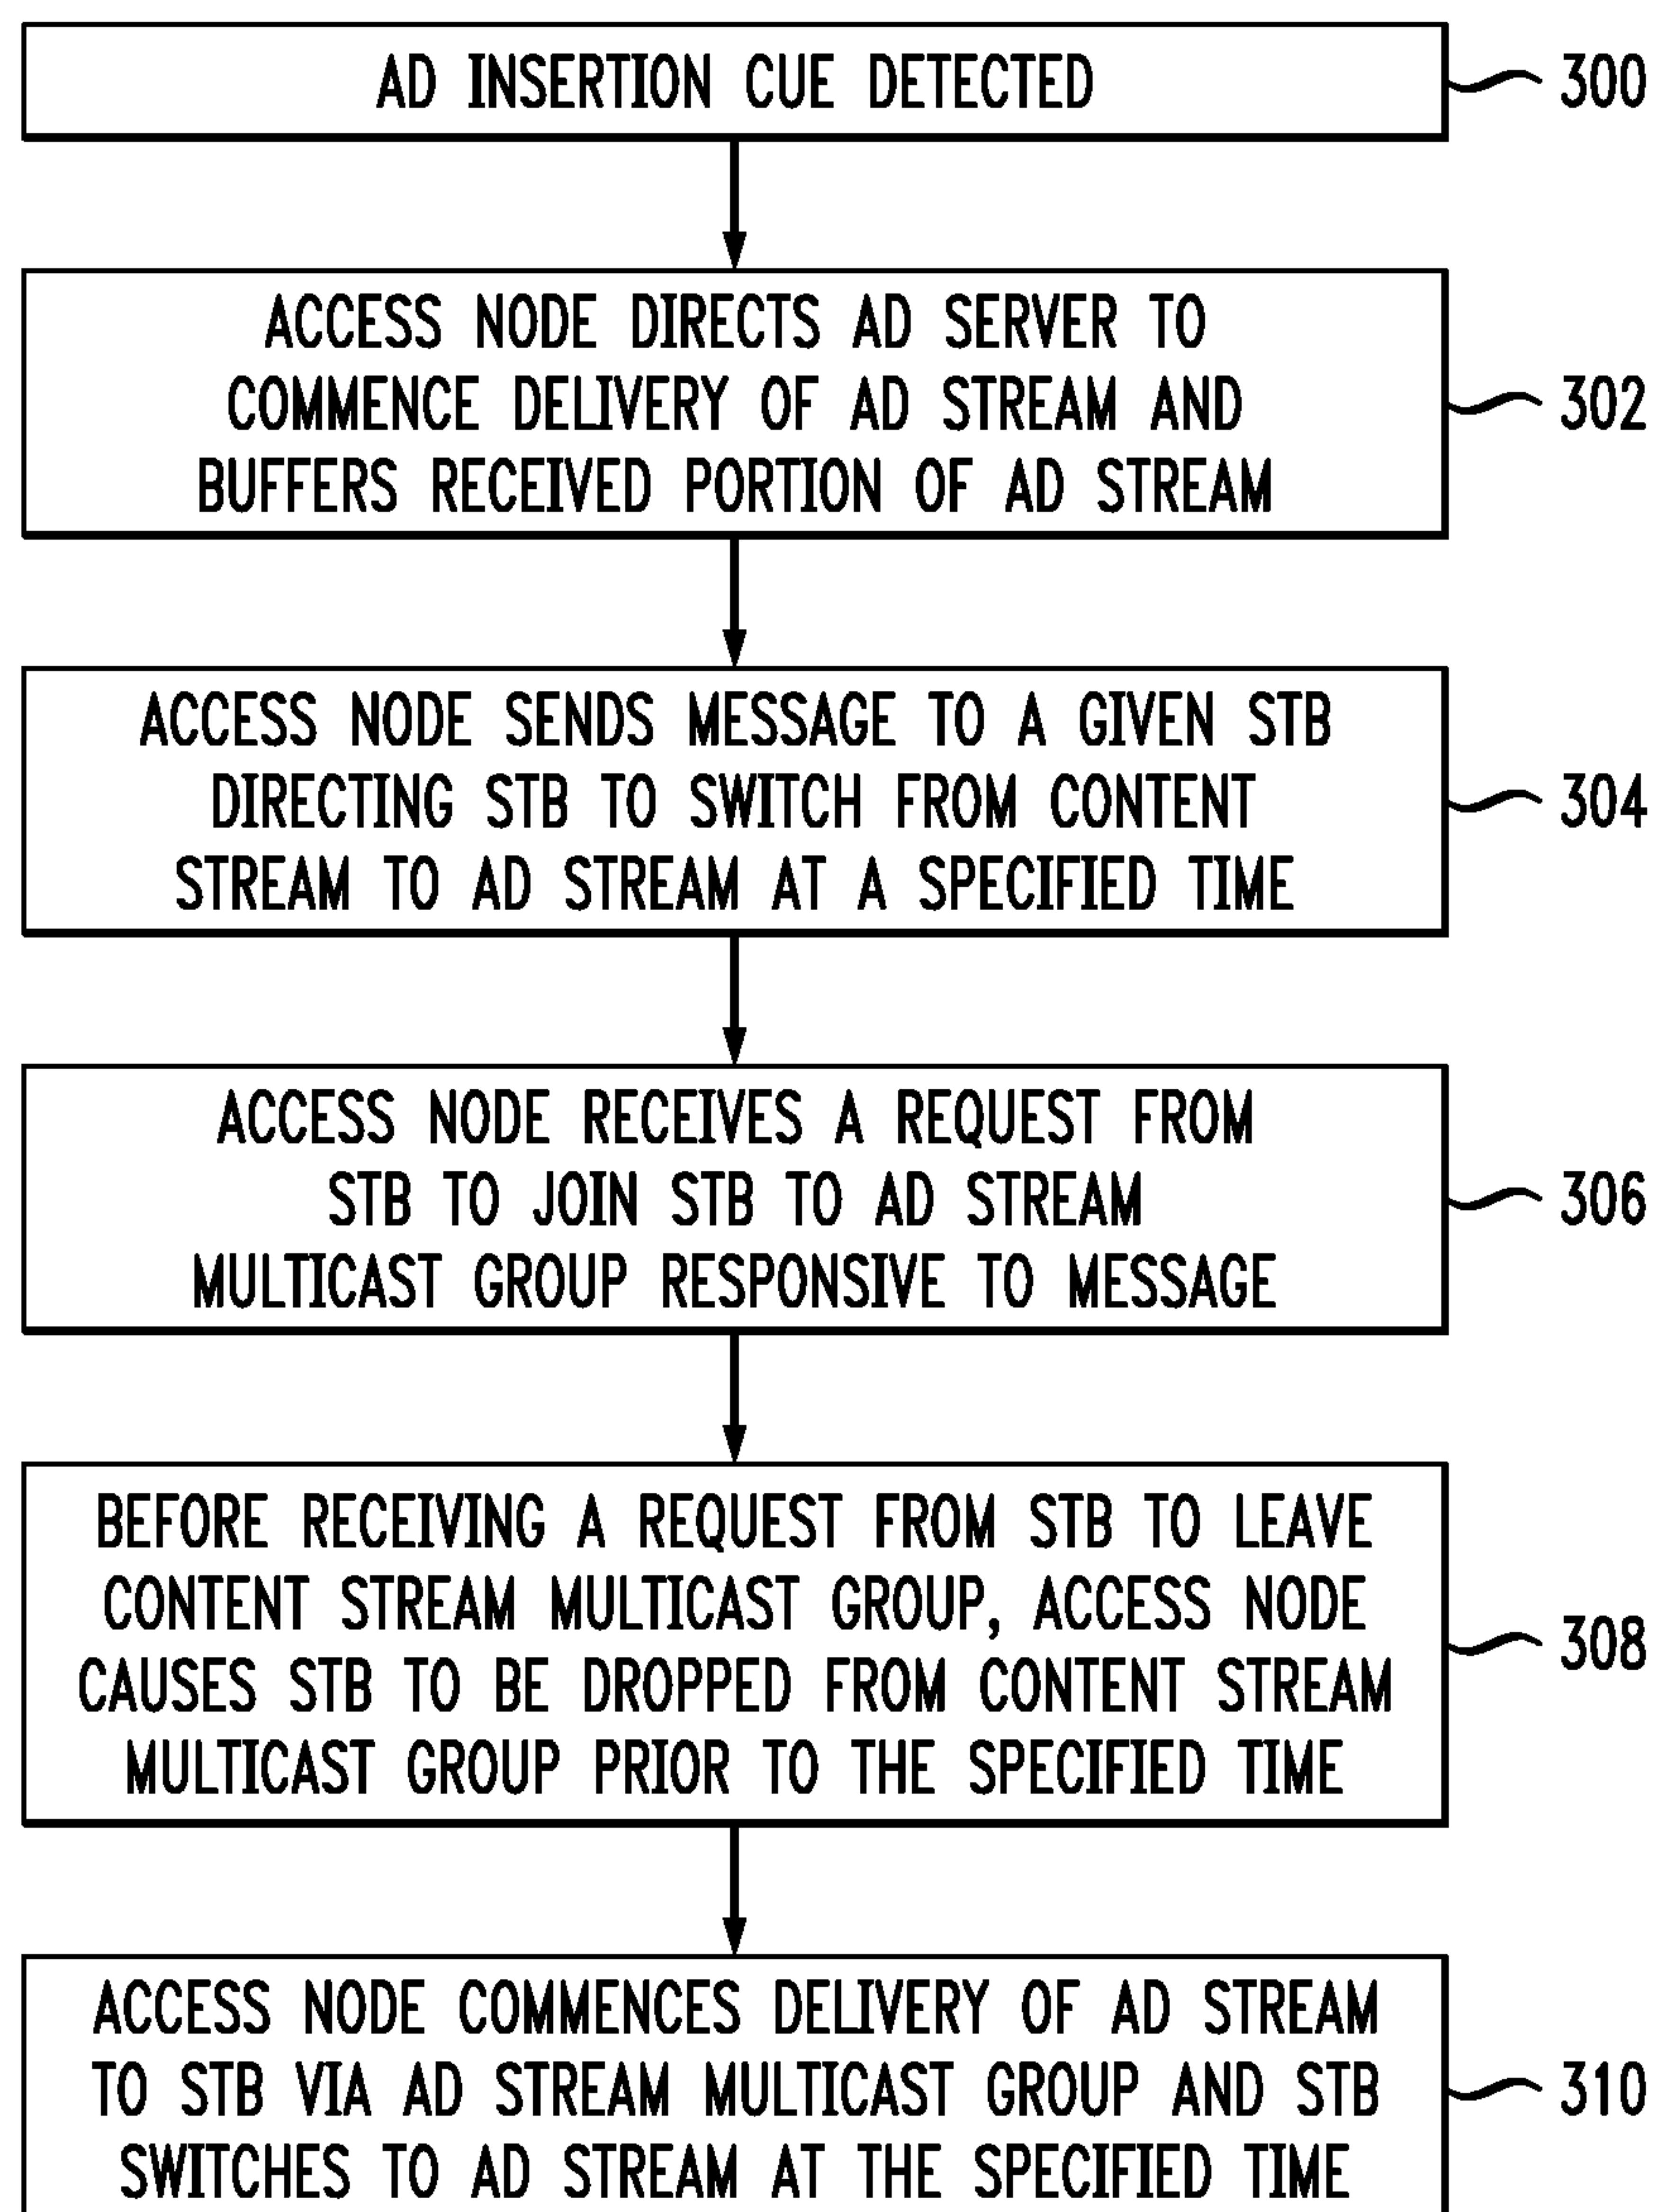 AD INSERTION CUE DETECTED
300
ACCESS NODE DIRECTS AD SERVER TO
COMMENCE DELIVERY OF AD STREAM AND
BUFFERS RECEIVED PORTION OF AD STREAM
302
ACCESS NODE SENDS MESSAGE TO A GIVEN STB
DIRECTING STB TO SWITCH FROM CONTENT
STREAM TO AD STREAM AT A SPECIFIED TIME
304
ACCESS NODE RECEIVES A REQUEST FROM
STB TO JOIN STB TO AD STREAM
MULTICAST GROUP RESPONSIVE TO MESSAGE
306
BEFORE RECEIVING A REQUEST FROM STB TO LEAVE
CONTENT STREAM MULTICAST GROUP, ACCESS NODE
CAUSES STB TO BE DROPPED FROM CONTENT STREAM
MULTICAST GROUP PRIOR TO THE SPECIFIED TIME
308
ACCESS NODE COMMENCES DELIVERY OF AD STREAM
TO STB VIA AD STREAM MULTICAST GROUP AND STB
SWITCHES TO AD STREAM AT THE SPECIFIED TIME
310